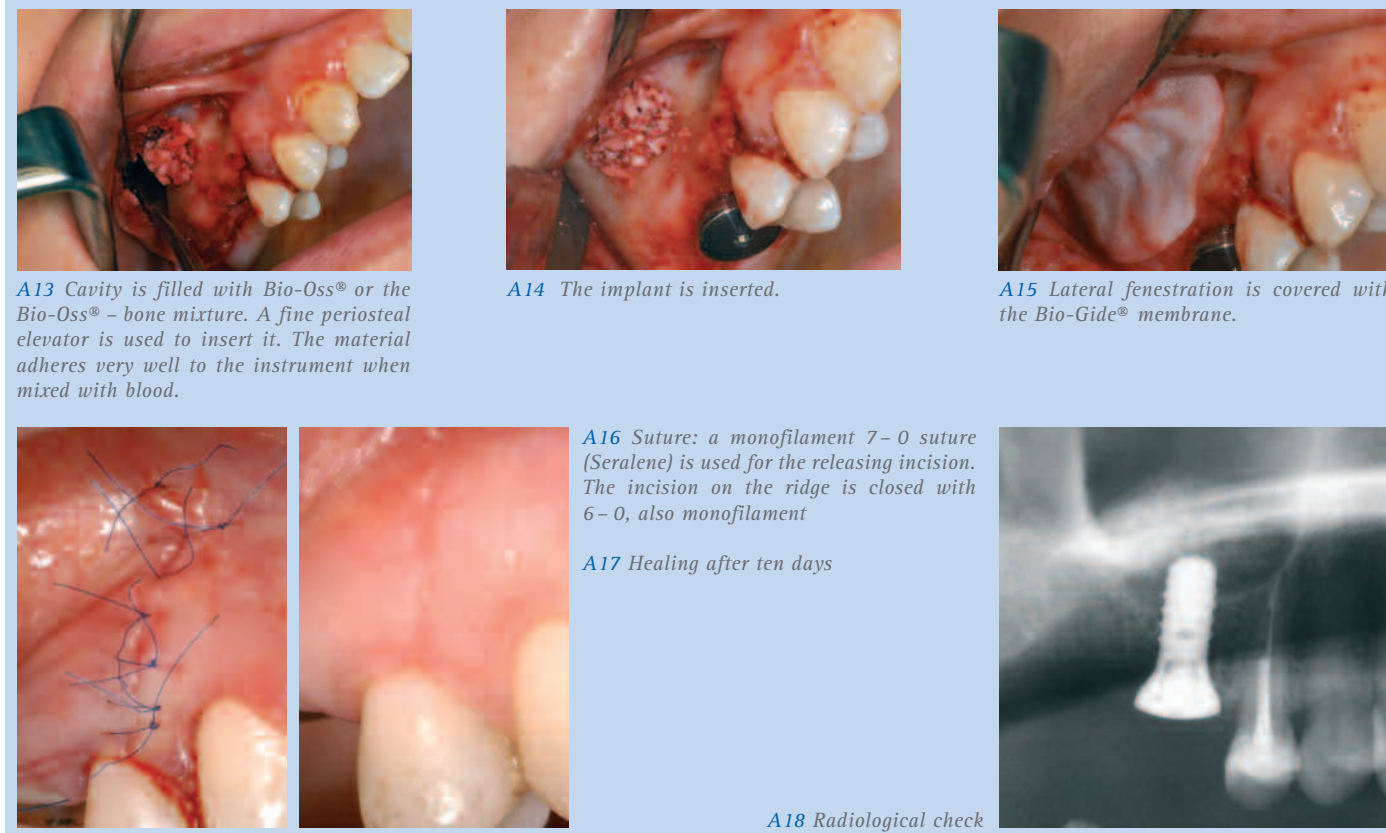 A13 Cavity is filled with Bio-Oss® or the
Bio-Oss® – bone mixture. A fine periosteal
elevator is used to insert it. The material
adheres very well to the instrument when
mixed with blood.
A14 The implant is inserted.
A15 Lateral fenestration is covered with
the Bio-Gide® membrane.
A16 Suture: a monofilament 7–0 suture
(Seralene) is used for the releasing incision.
The incision on the ridge is closed with
6–0, also monofilament
A17 Healing after ten days
A18 Radiological check